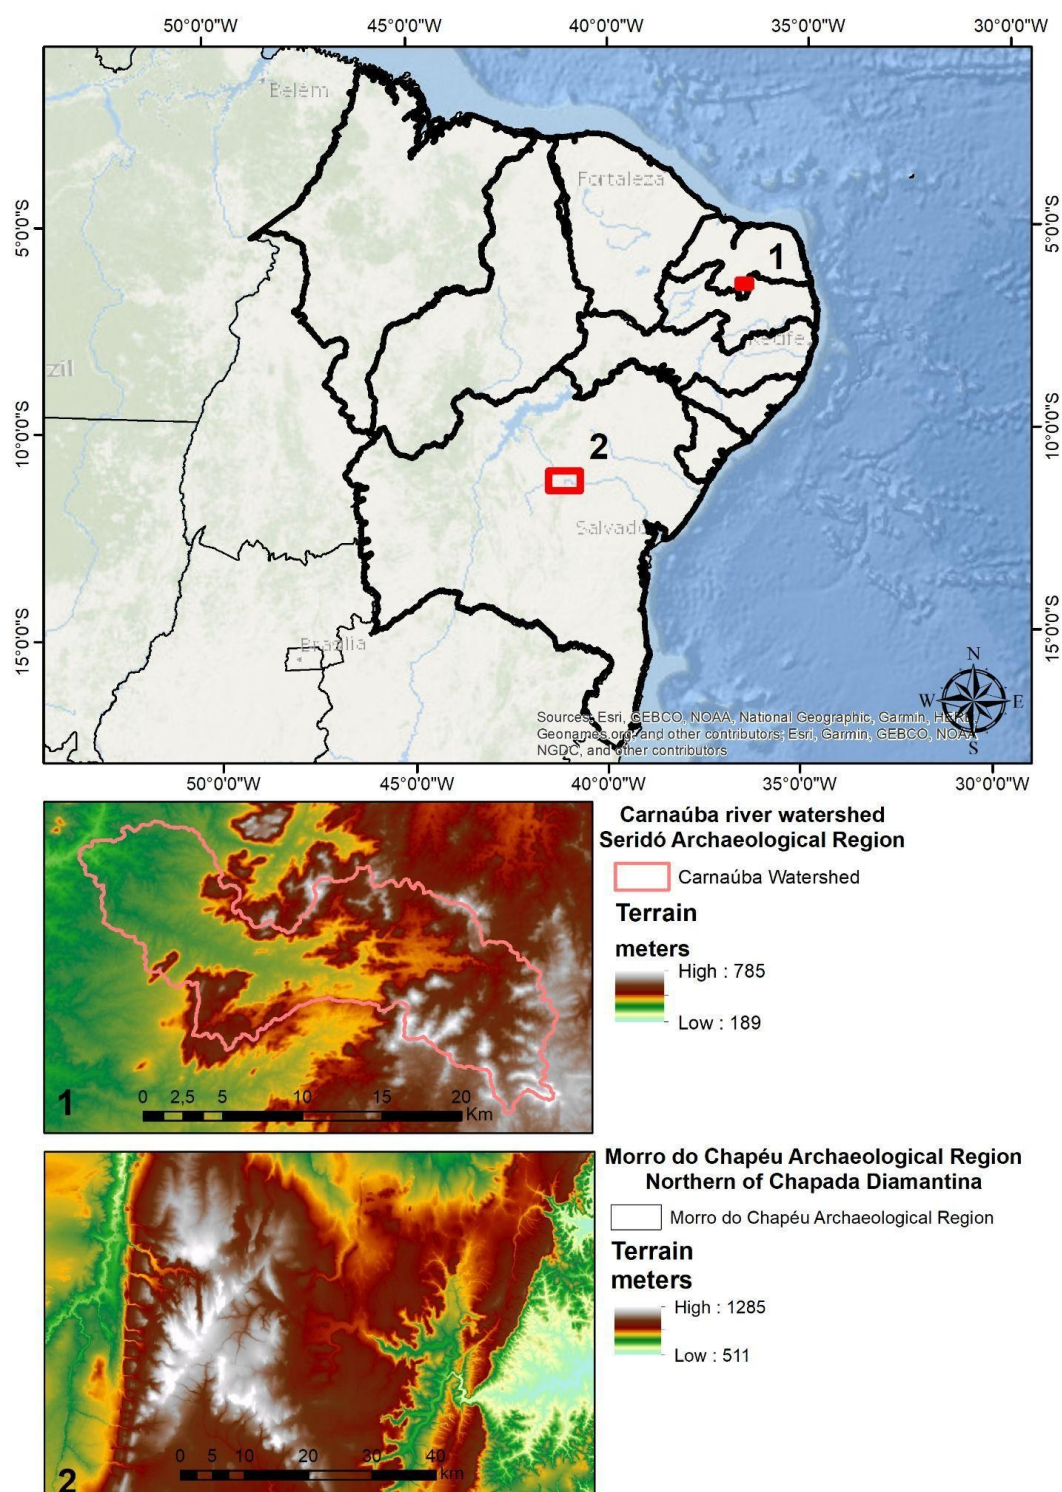 50°0'0"W 45°0'0"W 40°0'0"W 35°0'0"W 30°0'0"W
Belém
Fortaleza
5°0'0"S 5°0'0"S
1
Recife
zil
10°0'0"S 10°0'0"S
2
Salvado
15°0'0"S 15°0'0"S
Brasília
N
W E
S
Sources: Esri, GEBCO, NOAA, National Geographic, Garmin, HERE,
Geonames.org, and other contributors; Esri, Garmin, GEBCO, NOAA
NGDC, and other contributors
50°0'0"W 45°0'0"W 40°0'0"W 35°0'0"W 30°0'0"W
Carnaúba river watershed
Seridó Archaeological Region
Carnaúba Watershed
Terrain
meters
High : 785
Low : 189
0 2,5 5 10 15 20
Km
1
Morro do Chapéu Archaeological Region
Northern of Chapada Diamantina
Morro do Chapéu Archaeological Region
Terrain
meters
High : 1285
Low : 511
0 5 10 20 30 40
km
2